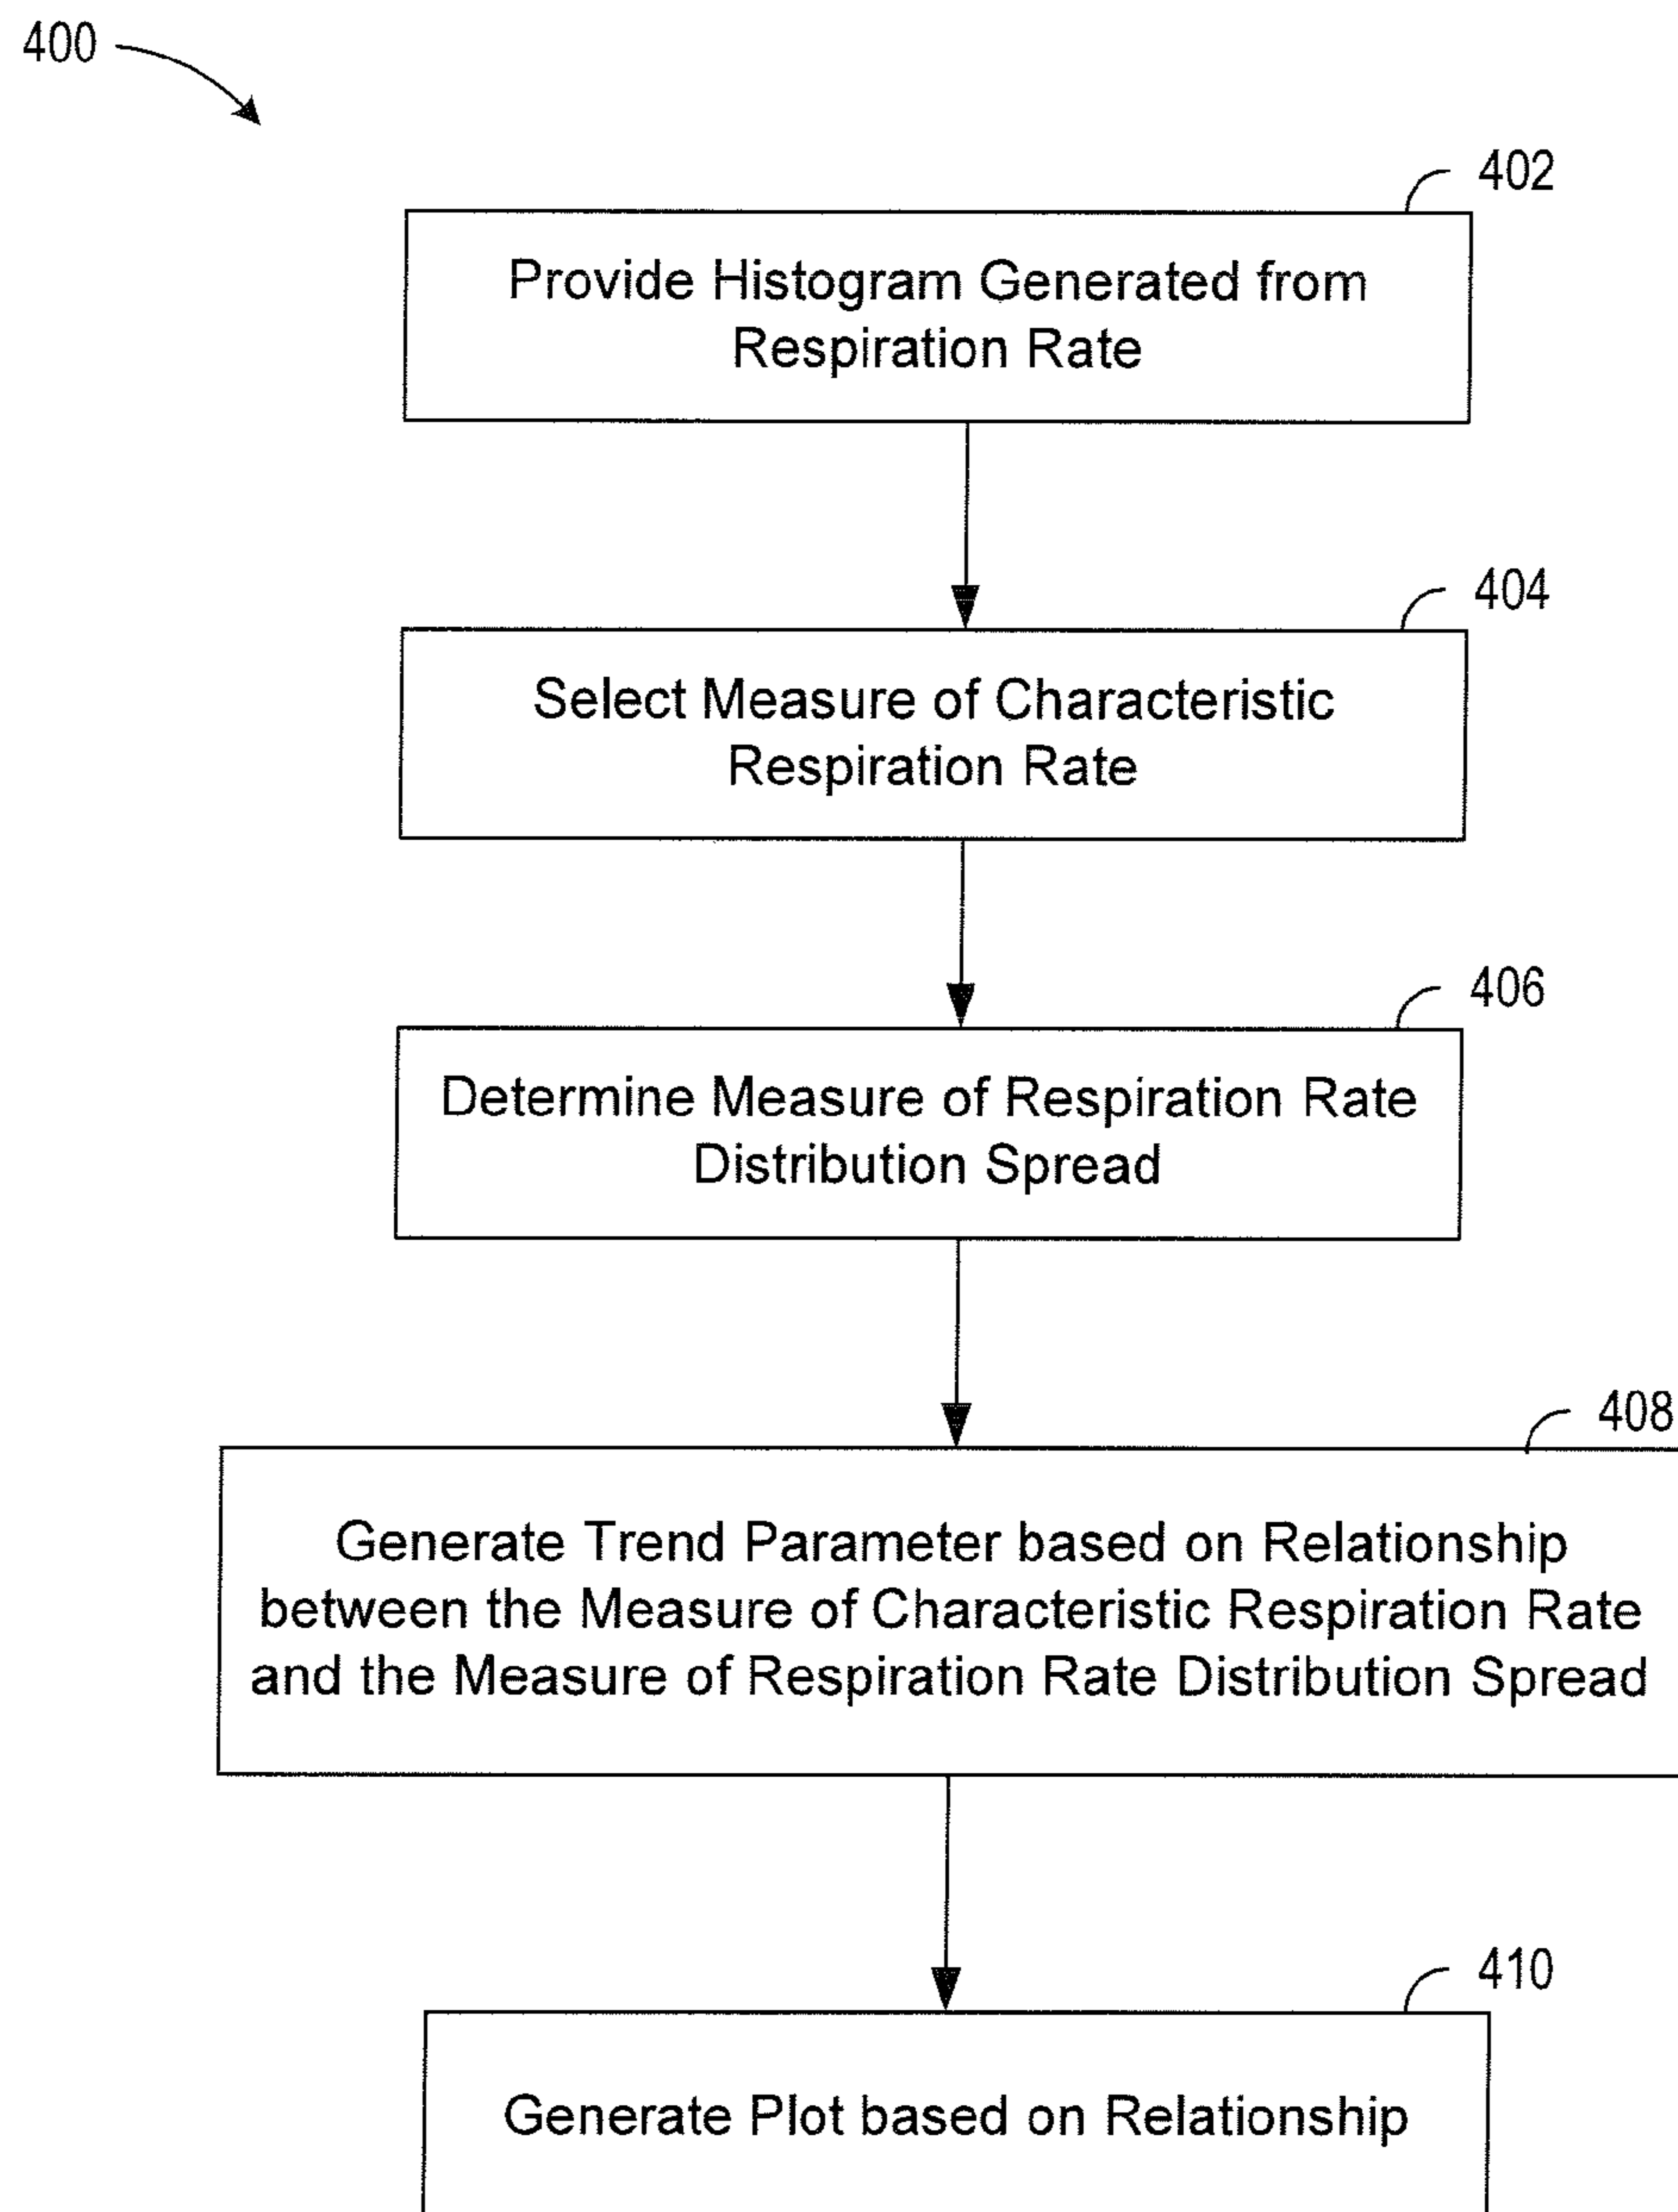 400
402
Provide Histogram Generated from
Respiration Rate
404
Select Measure of Characteristic
Respiration Rate
406
Determine Measure of Respiration Rate
Distribution Spread
408
Generate Trend Parameter based on Relationship
between the Measure of Characteristic Respiration Rate
and the Measure of Respiration Rate Distribution Spread
410
Generate Plot based on Relationship